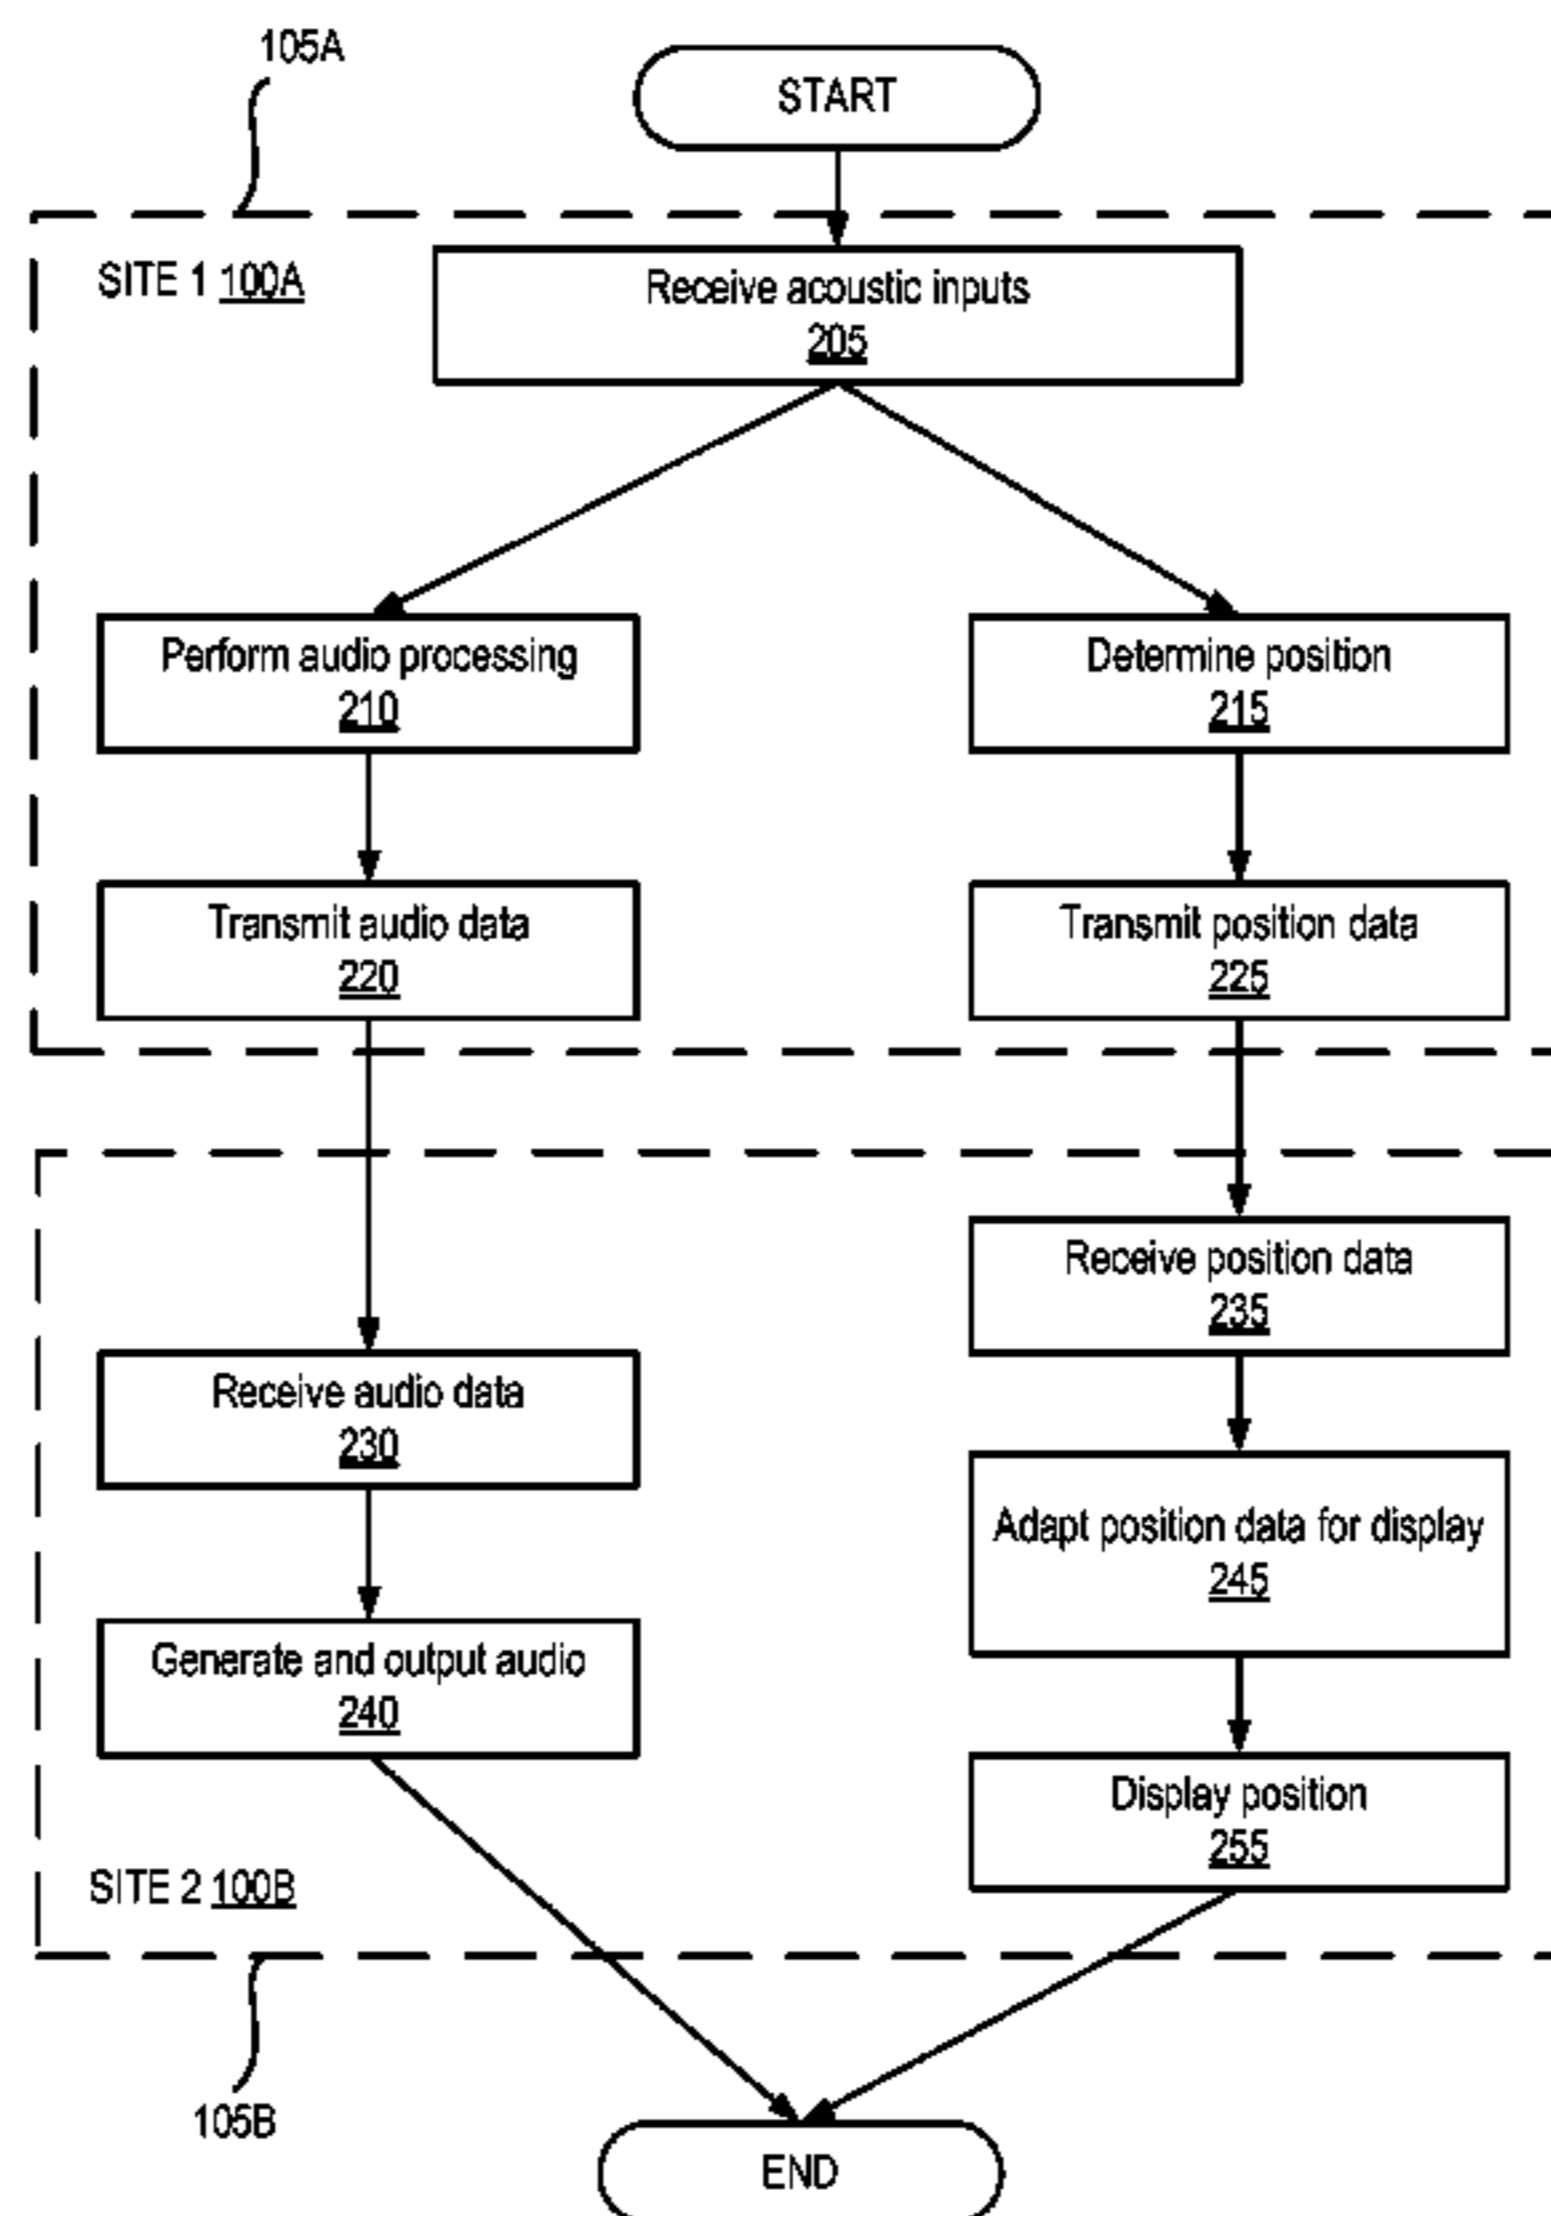 105A
START
SITE 1 100A
Receive acoustic inputs
205
Perform audio processing
210
Determine position
215
Transmit audio data
220
Transmit position data
225
Receive position data
235
Receive audio data
230
Adapt position data for display
245
Generate and output audio
240
Display position
255
SITE 2 100B
105B
END